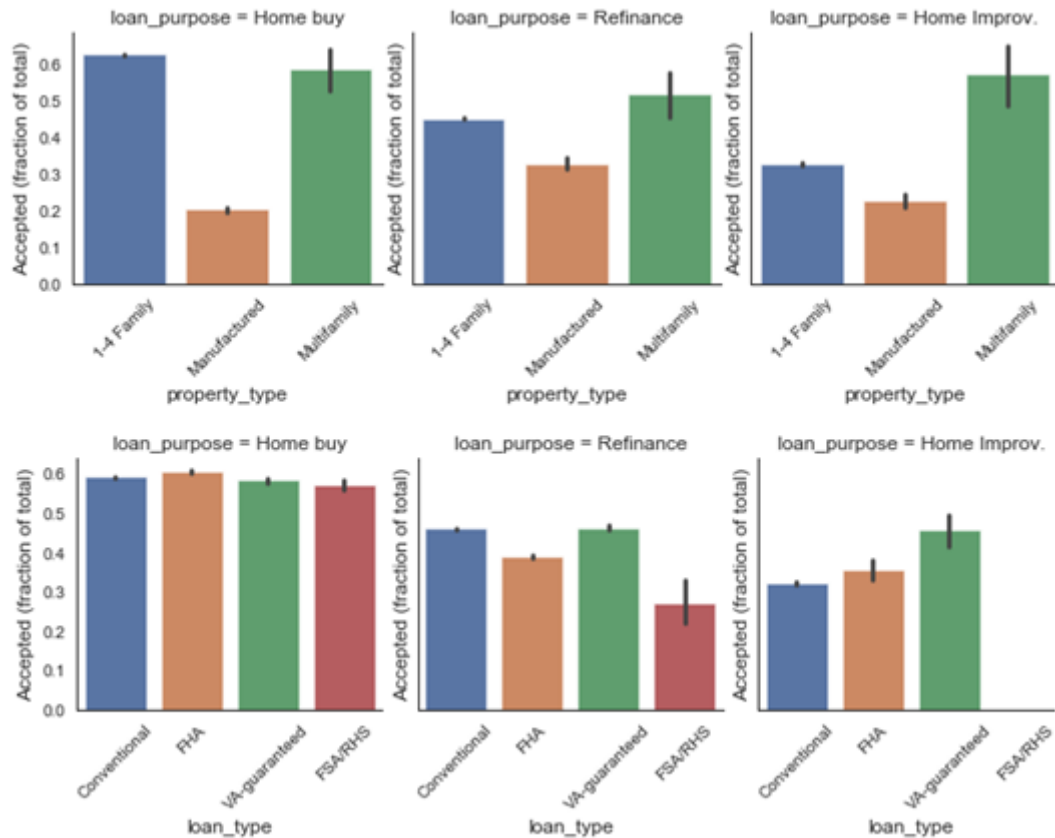 loan_purpose = Home buy
loan_purpose = Refinance
loan_purpose = Home Improv.
Accepted (fraction of total)
0.6
0.5
0.4
0.3
0.2
0.1
0.0
Accepted (fraction of total)
Accepted (fraction of total)
1-4 Family
Manufactured
Multifamily
1-4 Family
Manufactured
Multifamily
1-4 Family
Manufactured
Multifamily
property_type
property_type
property_type
loan_purpose = Home buy
loan_purpose = Refinance
loan_purpose = Home Improv.
Accepted (fraction of total)
0.6
0.5
0.4
0.3
0.2
0.1
0.0
Accepted (fraction of total)
Accepted (fraction of total)
Conventional
FHA
VA-guaranteed
FSA/RHS
Conventional
FHA
VA-guaranteed
FSA/RHS
Conventional
FHA
VA-guaranteed
FSA/RHS
loan_type
loan_type
loan_type